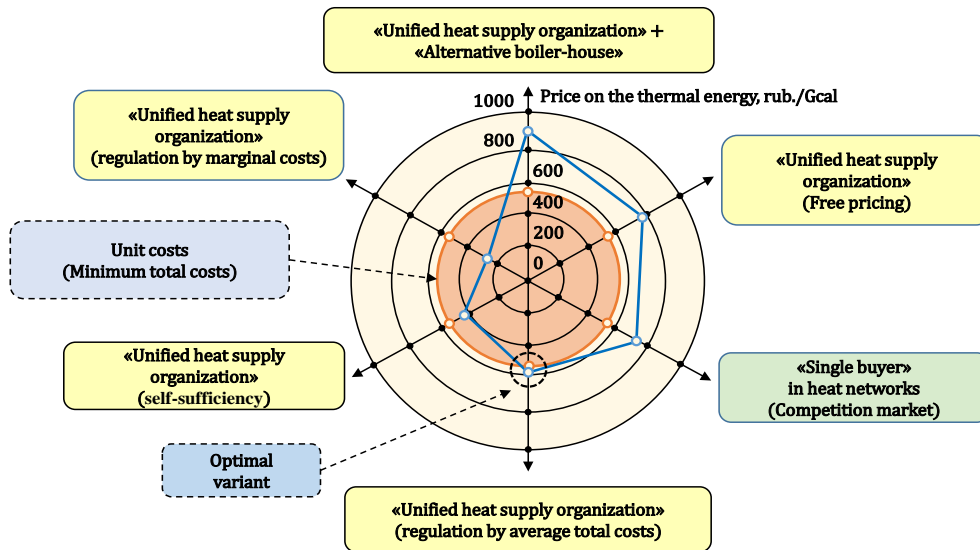 «Unified heat supply organization» +
«Alternative boiler-house»
Price on the thermal energy, rub./Gcal
1000
800
600
400
200
0
«Unified heat supply
organization»
(regulation by marginal costs)
«Unified heat supply
organization»
(Free pricing)
Unit costs
(Minimum total costs)
«Unified heat supply
organization»
(self-sufficiency)
«Single buyer»
in heat networks
(Competition market)
Optimal
variant
«Unified heat supply organization»
(regulation by average total costs)